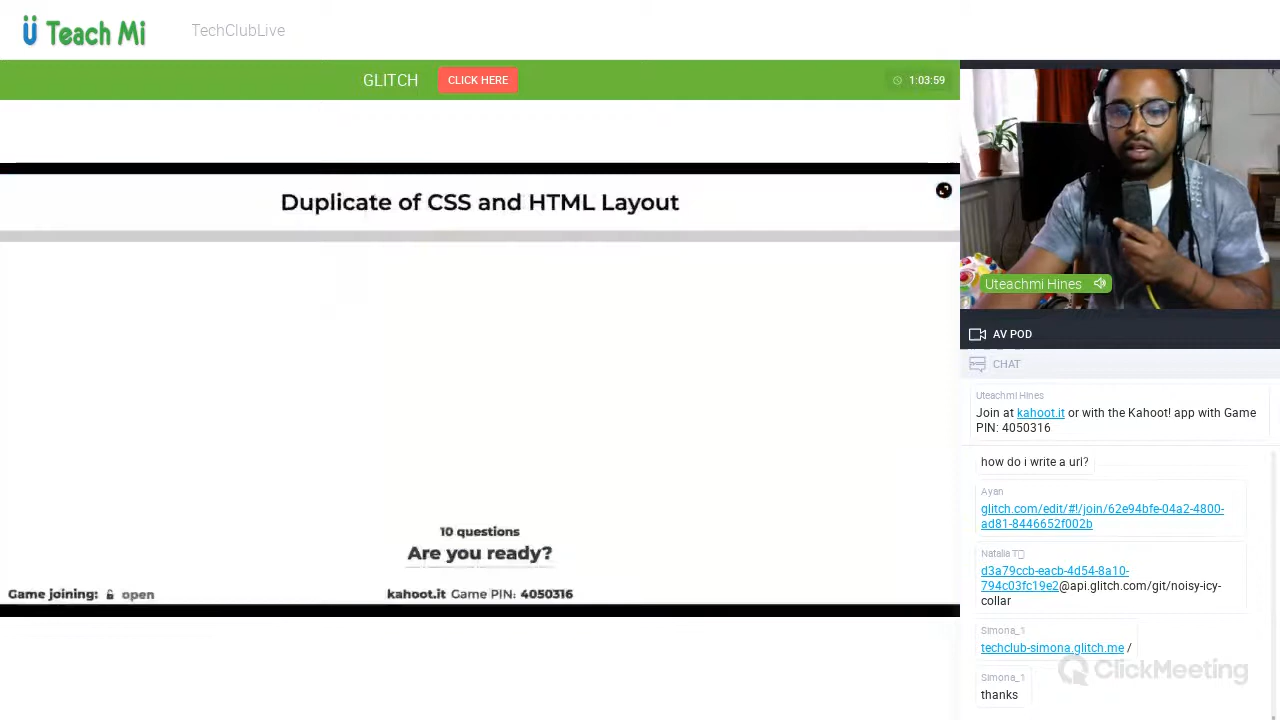 Ü Teach Mi
TechClubLive
GLITCH
CLICK HERE
1:03:59
Duplicate of CSS and HTML Layout
10 questions
Are you ready?
Game joining: open
kahoot.it Game PIN: 4050316
Uteachmi Hines
AV POD
CHAT
Uteachmi Hines
Join at kahoot.it or with the Kahoot! app with Game
PIN: 4050316
how do i write a url?
Ayan
glitch.com/edit/#!/join/62e94bfe-04a2-4800-
ad81-8446652f002b
Natalia T
d3a79ccb-eacb-4d54-8a10-
794c03fc19e2@api.glitch.com/git/noisy-icy-
collar
Simona_1
techclub-simona.glitch.me /
Simona_1
thanks
ClickMeeting